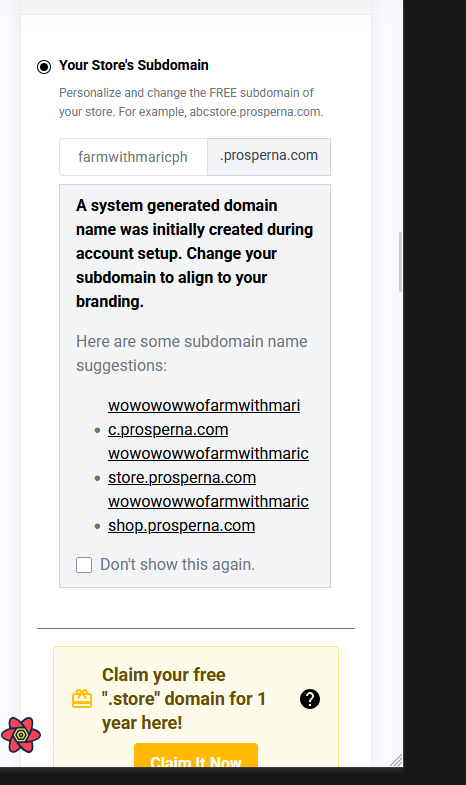 Your Store's Subdomain
Personalize and change the FREE subdomain of
your store. For example, abcstore.prosperna.com.
farmwithmaricph .prosperna.com
A system generated domain
name was initially created during
account setup. Change your
subdomain to align to your
branding.
Here are some subdomain name
suggestions:
wowowowwofarmwithmari
c.prosperna.com
wowowowwofarmwithmaric
store.prosperna.com
wowowowwofarmwithmaric
shop.prosperna.com
Don't show this again.
Claim your free
".store" domain for 1
year here!
?
Claim It Now